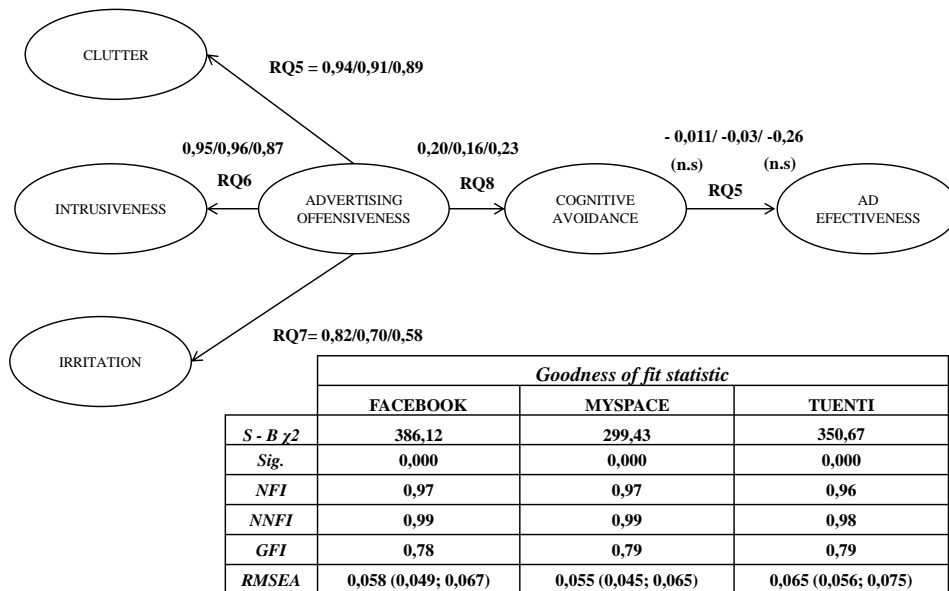 CLUTTER
RQ5 = 0,94/0,91/0,89
0,95/0,96/0,87
RQ6
0,20/0,16/0,23
RQ8
- 0,011/ -0,03/ -0,26
(n.s) (n.s)
RQ5
INTRUSIVENESS
ADVERTISING
OFFENSIVENESS
COGNITIVE
AVOIDANCE
AD
EFECTIVENESS
RQ7= 0,82/0,70/0,58
IRRITATION
Goodness of fit statistic
FACEBOOK MYSPACE TUENTI
S - B χ2 386,12 299,43 350,67
Sig. 0,000 0,000 0,000
NFI 0,97 0,97 0,96
NNFI 0,99 0,99 0,98
GFI 0,78 0,79 0,79
RMSEA 0,058 (0,049; 0,067) 0,055 (0,045; 0,065) 0,065 (0,056; 0,075)